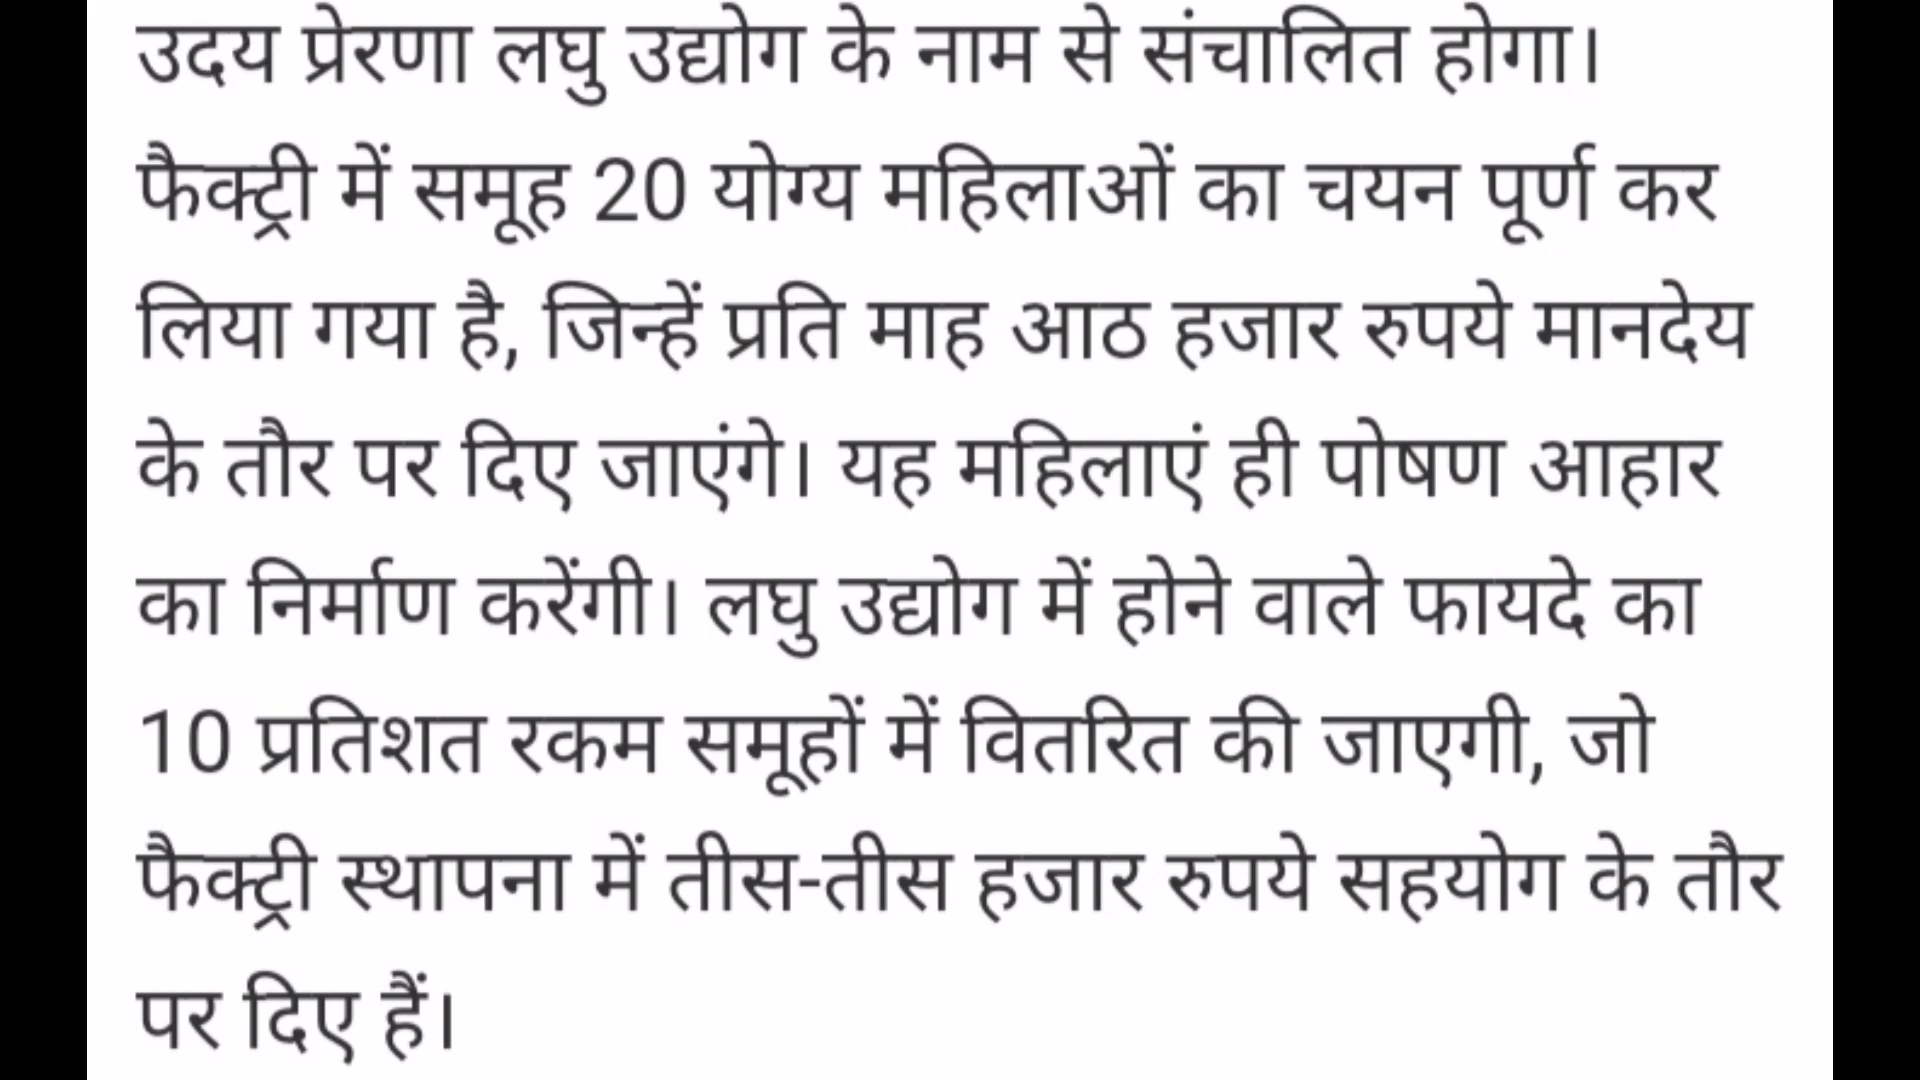 उदय प्रेरणा लघु उद्योग के नाम से संचालित होगा।
फैक्ट्री में समूह 20 योग्य महिलाओं का चयन पूर्ण कर
लिया गया है, जिन्हें प्रति माह आठ हजार रुपये मानदेय
के तौर पर दिए जाएंगे। यह महिलाएं ही पोषण आहार
का निर्माण करेंगी। लघु उद्योग में होने वाले फायदे का
10 प्रतिशत रकम समूहों में वितरित की जाएगी, जो
फैक्ट्री स्थापना में तीस-तीस हजार रुपये सहयोग के तौर
पर दिए हैं।